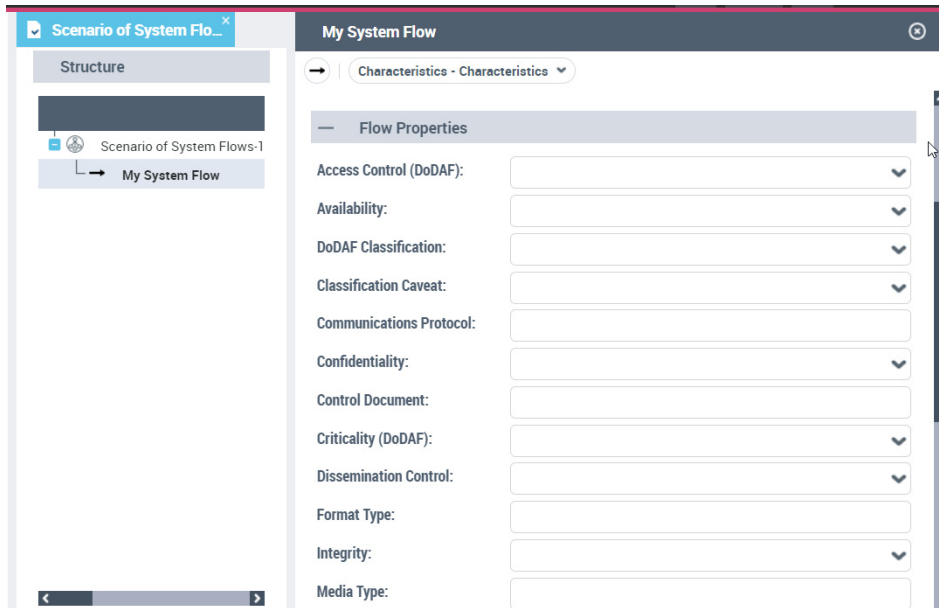 Scenario of System Flo...
Structure
Scenario of System Flows-1
My System Flow
My System Flow
Characteristics - Characteristics
Flow Properties
Access Control (DoDAF):
Availability:
DoDAF Classification:
Classification Caveat:
Communications Protocol:
Confidentiality:
Control Document:
Criticality (DoDAF):
Dissemination Control:
Format Type:
Integrity:
Media Type: